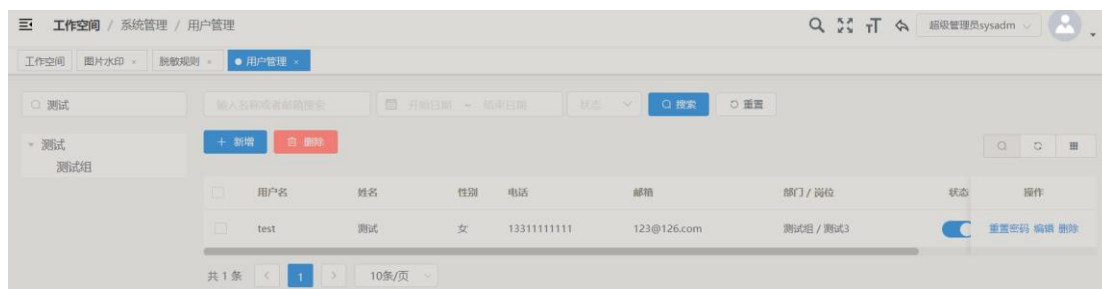 工作空间 / 系统管理 / 用户管理 超级管理员sysadm
工作空间 图片水印 × 脱敏规则 × 用户管理 ×
测试 输入名称或者邮箱搜索 开始日期 ~ 结束日期 状态 搜索 重置
+ 新增 删除
测试
测试组
用户名 姓名 性别 电话 邮箱 部门 / 岗位 状态 操作
test 测试 女 13311111111 123@126.com 测试组 / 测试3 重置密码 编辑 删除
共 1 条 < 1 > 10条/页